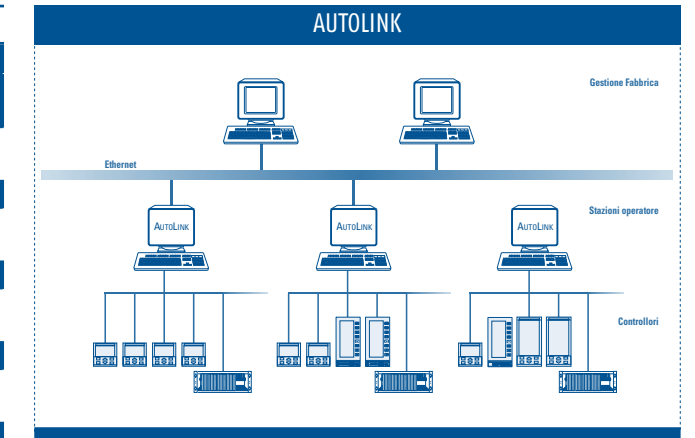 AUTOLINK
Gestione Fabbrica
Ethernet
Stazioni operatore
AUTOLINK
AUTOLINK
AUTOLINK
Controllori